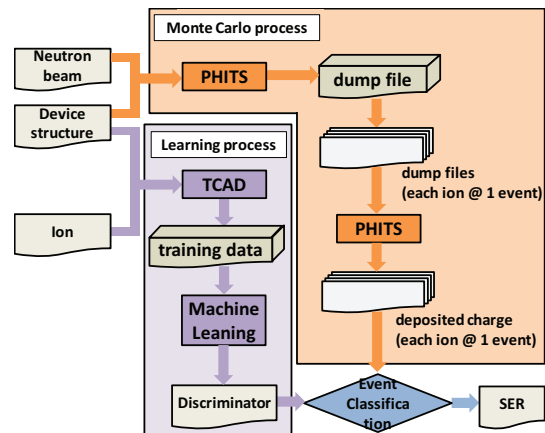 Monte Carlo process
Neutron
beam
PHITS
dump file
Device
structure
Learning process
TCAD
dump files
(each ion @ 1 event)
Ion
training data
PHITS
Machine
Leaning
deposited charge
(each ion @ 1 event)
Discriminator
Event
Classifica
tion
SER